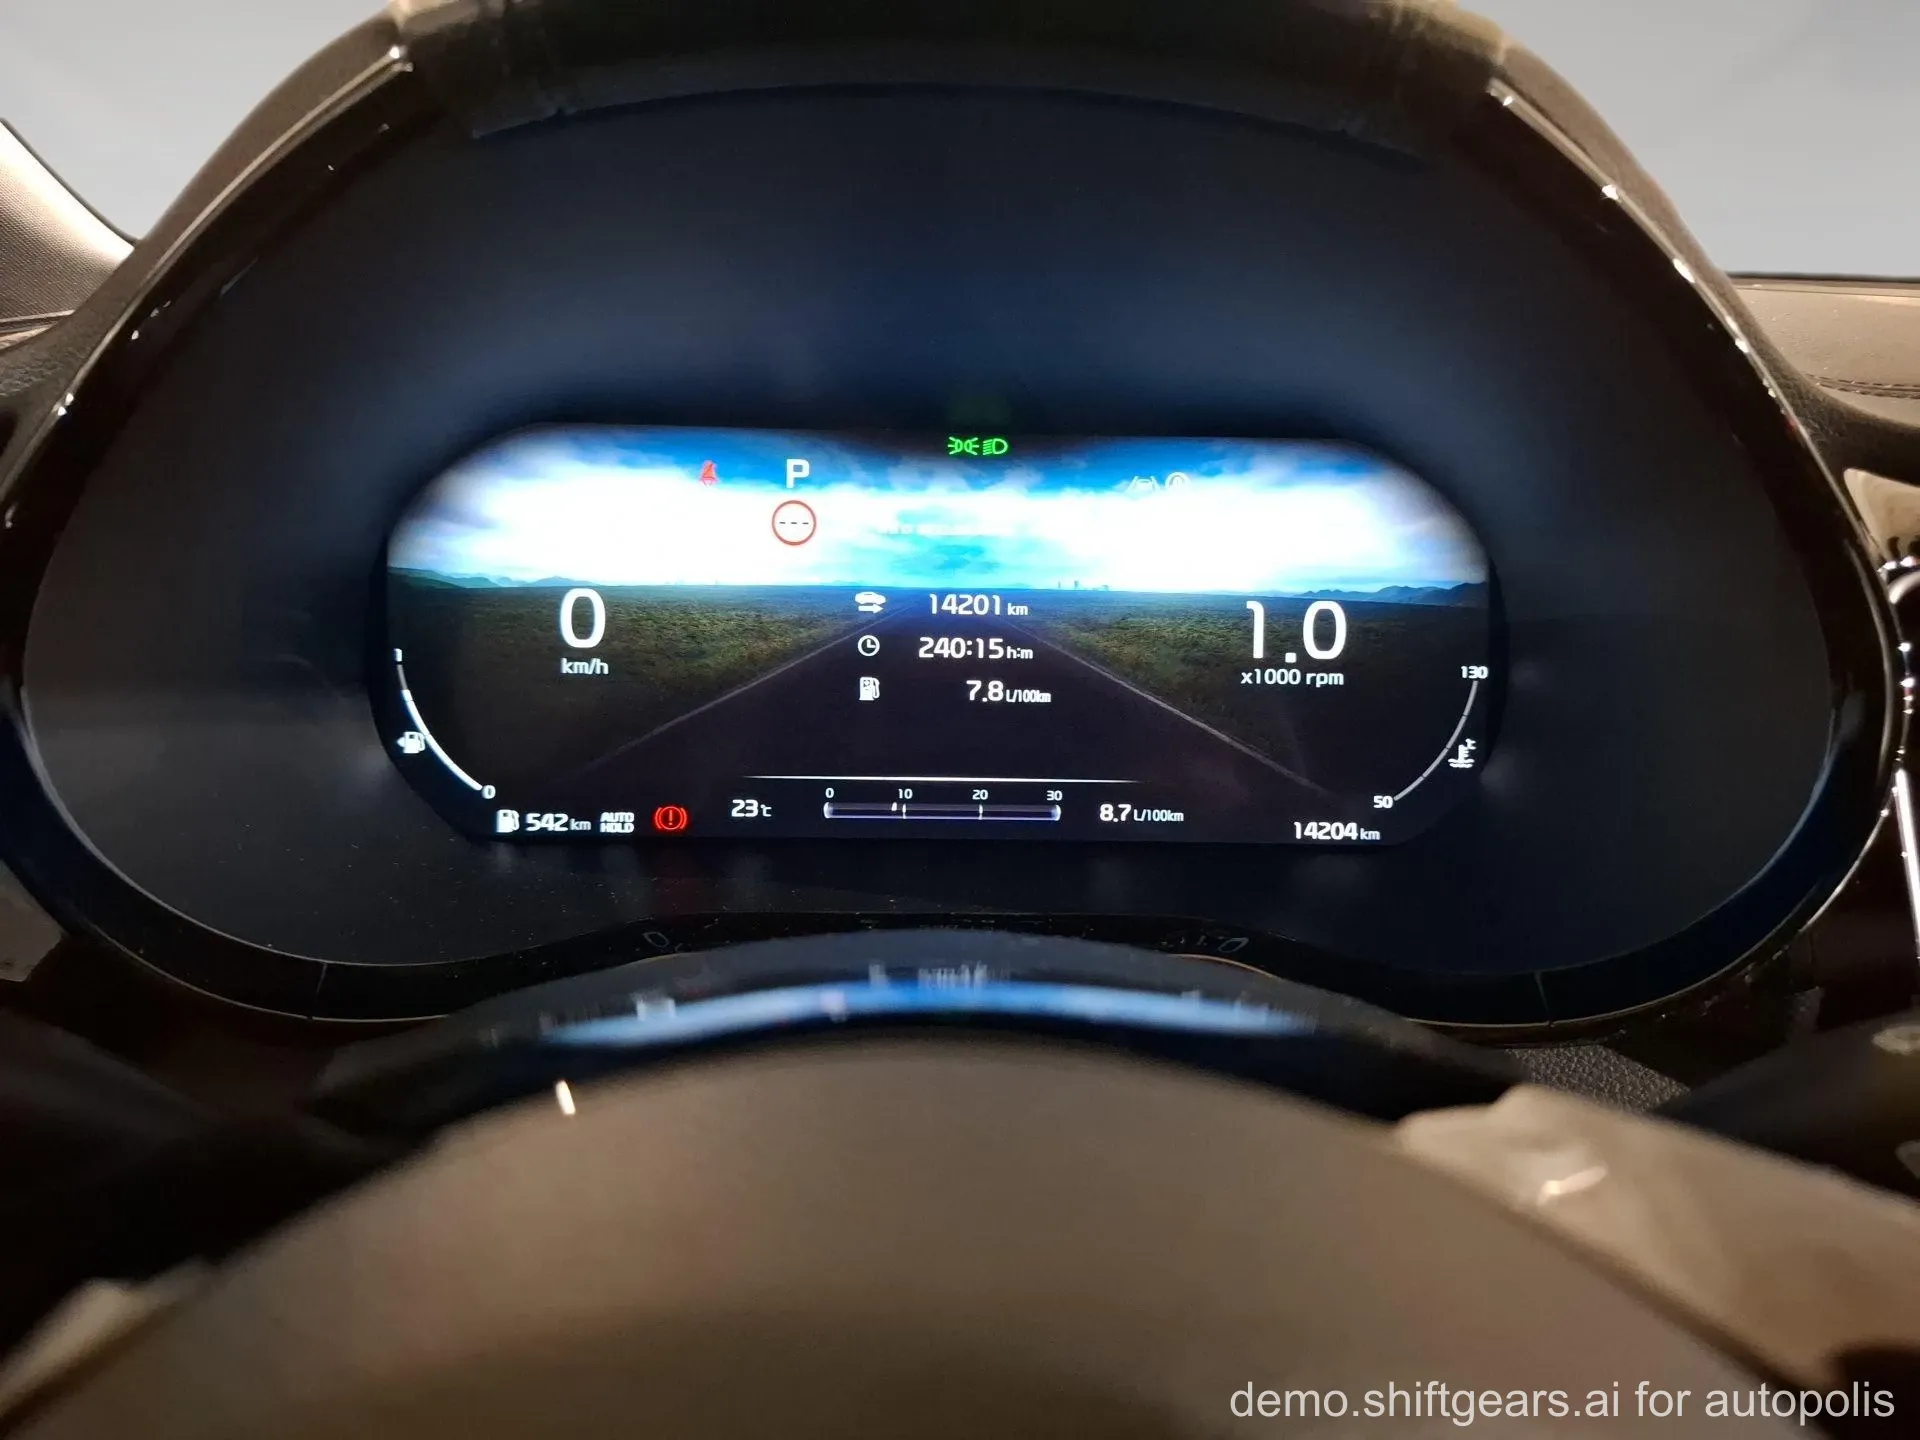 P
---
0
km/h
14201 km
240:15 h:m
7.8 L/100km
1.0
x1000 rpm
1
0
130
50
542 km
AUTO
HOLD
23℃
0 10 20 30
8.7 L/100km
14204 km
demo.shiftgears.ai for autopolis